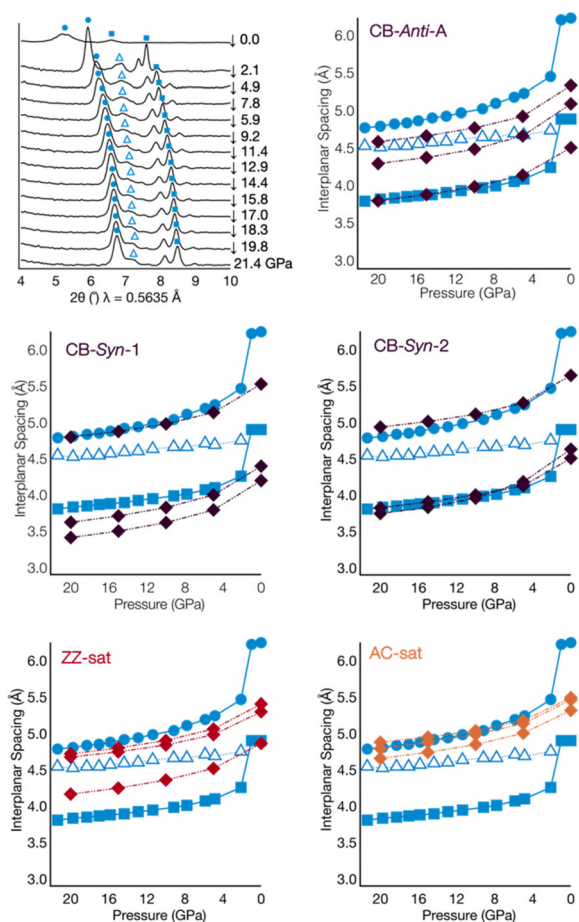 ↓ 0.0
↓ 2.1
↓ 4.9
↓ 7.8
↓ 5.9
↓ 9.2
↓ 11.4
↓ 12.9
↓ 14.4
↓ 15.8
↓ 17.0
↓ 18.3
↓ 19.8
21.4 GPa
4 5 6 7 8 9 10
2θ (°) λ = 0.5635 Å
CB-Anti-A
Interplanar Spacing (Å)
6.0
5.5
5.0
4.5
4.0
3.5
3.0
20 16 12 8 4 0
Pressure (GPa)
CB-Syn-1
Interplanar Spacing (Å)
6.0
5.5
5.0
4.5
4.0
3.5
3.0
20 16 12 8 4 0
Pressure (GPa)
CB-Syn-2
Interplanar Spacing (Å)
6.0
5.5
5.0
4.5
4.0
3.5
3.0
20 16 12 8 4 0
Pressure (GPa)
ZZ-sat
Interplanar Spacing (Å)
6.0
5.5
5.0
4.5
4.0
3.5
3.0
20 16 12 8 4 0
Pressure (GPa)
AC-sat
Interplanar Spacing (Å)
6.0
5.5
5.0
4.5
4.0
3.5
3.0
20 16 12 8 4 0
Pressure (GPa)